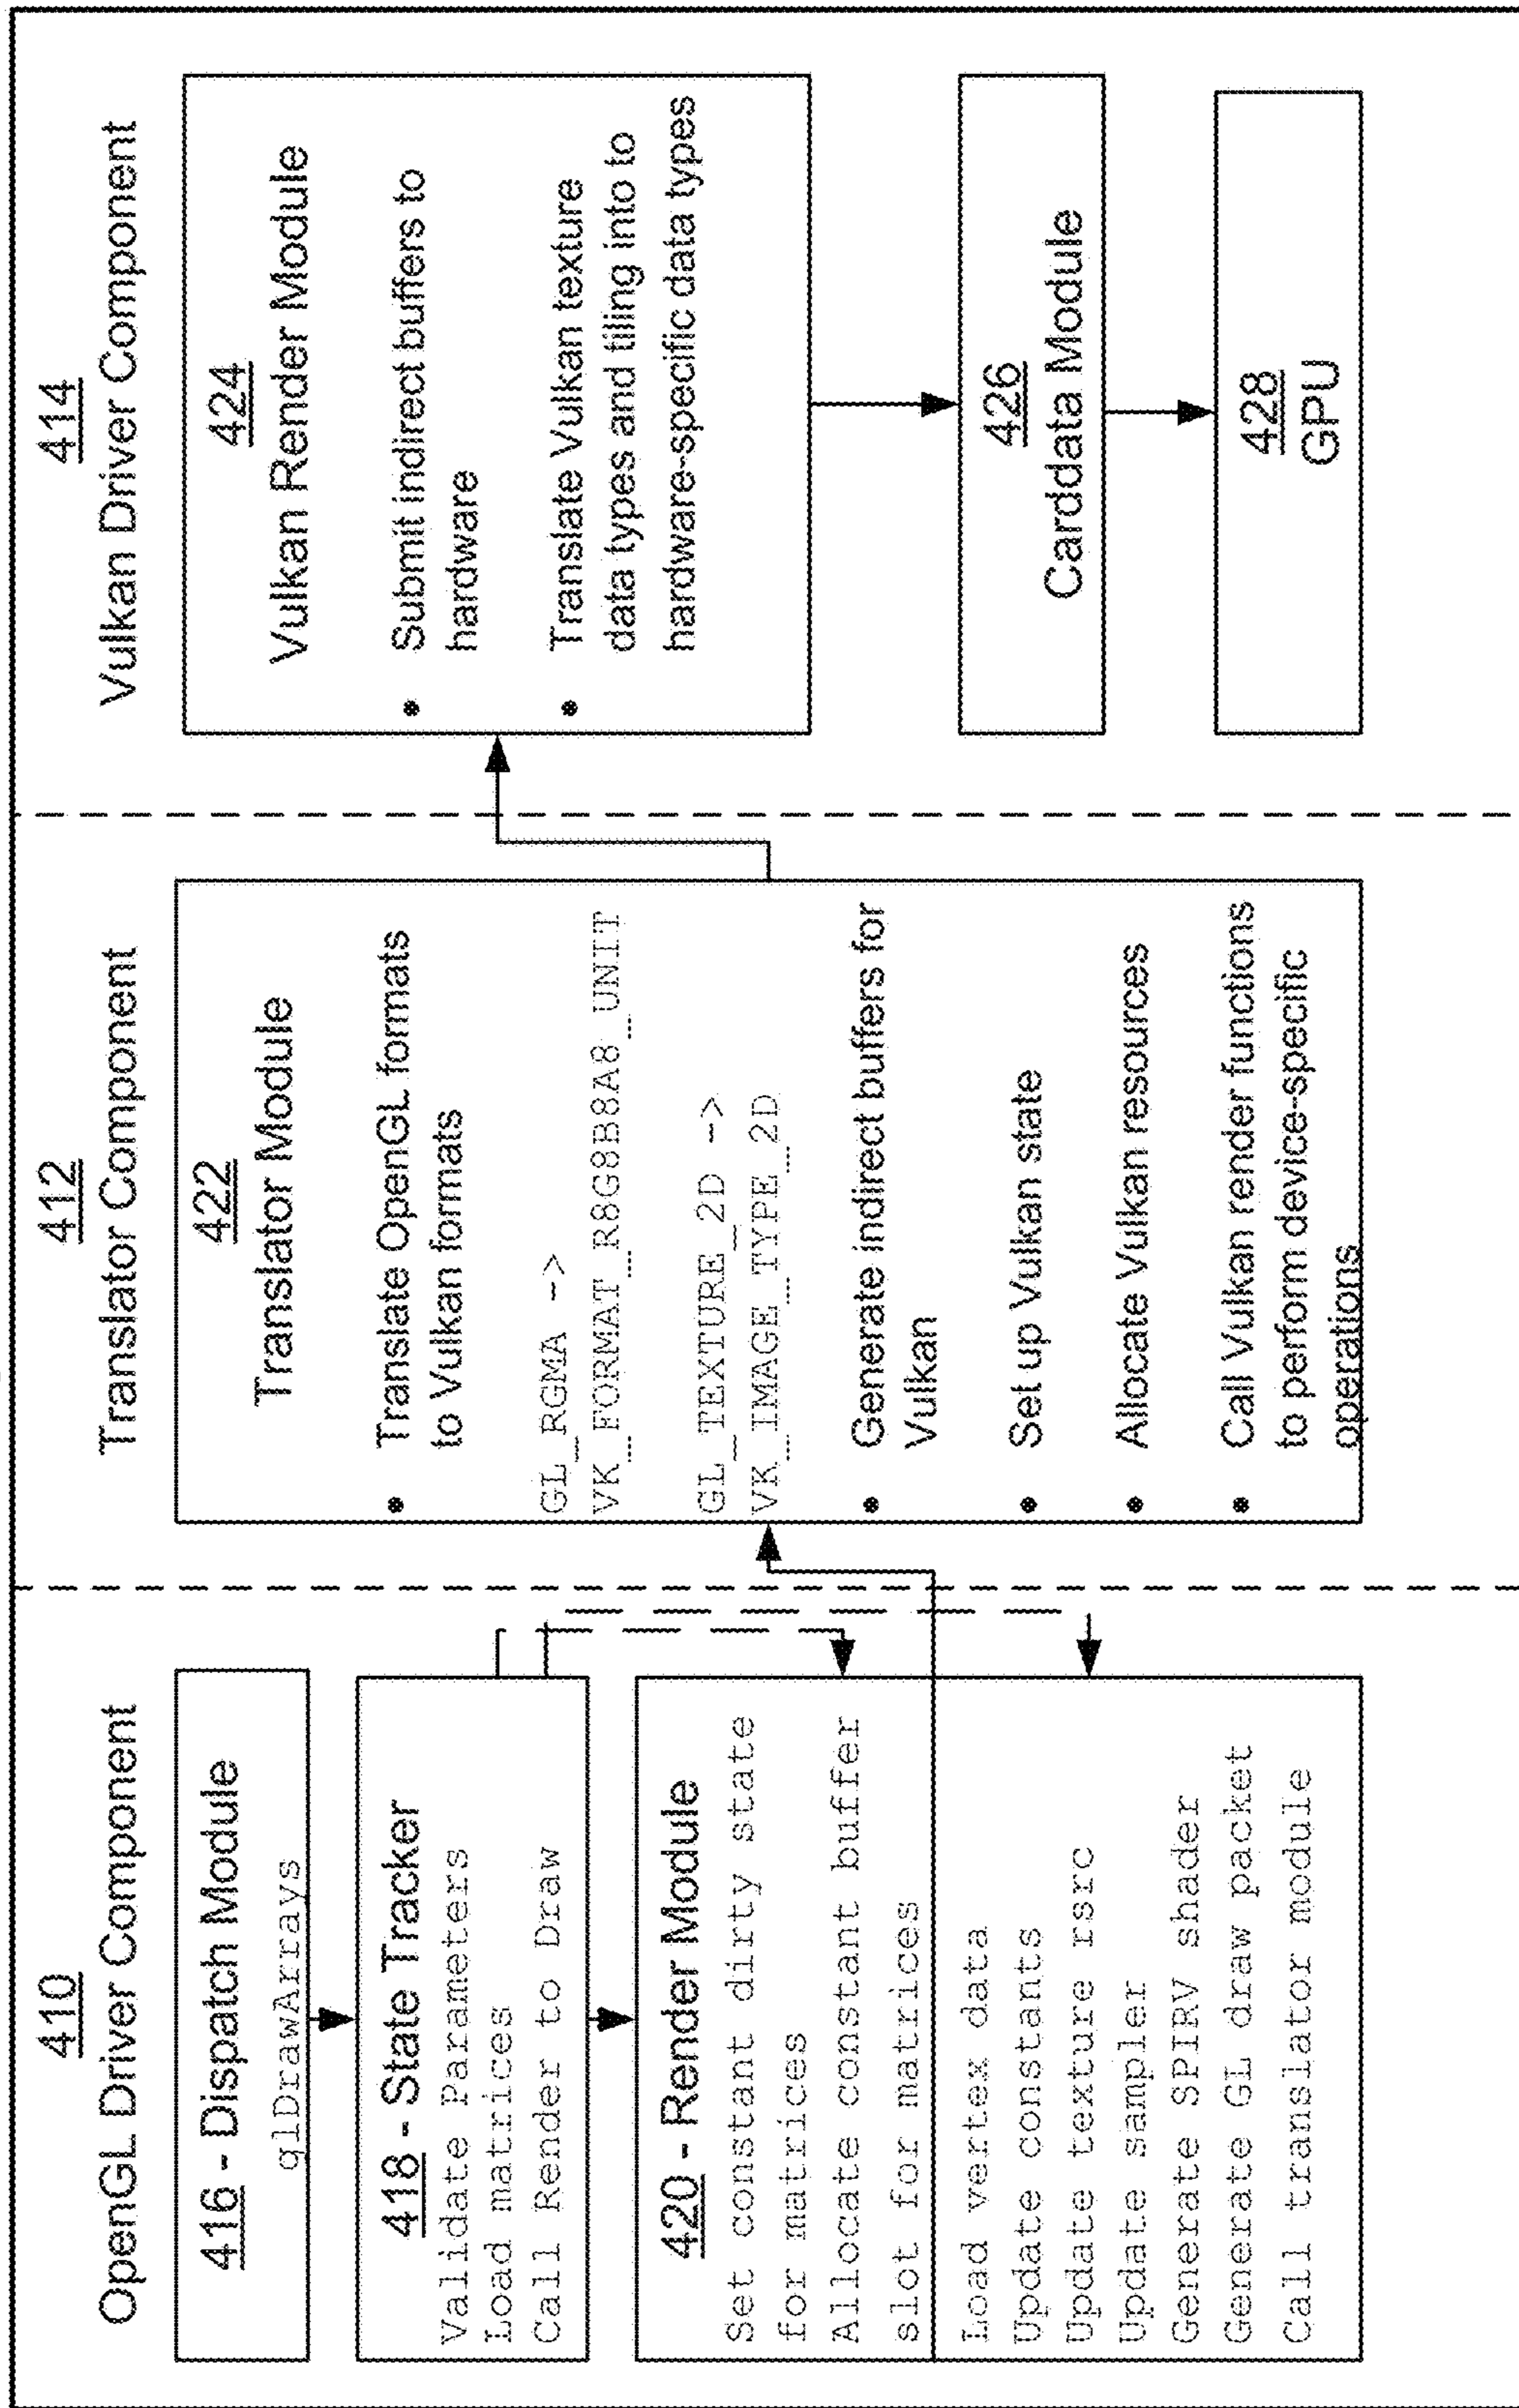 410
OpenGL Driver Component
416 - Dispatch Module
glDrawArrays
418 - State Tracker
Validate Parameters
Load matrices
Call Render to Draw
420 - Render Module
Set constant dirty state
for matrices
Allocate constant buffer
slot for matrices
Load vertex data
Update constants
Update texture rsrc
Update sampler
Generate SPIRV shader
Generate GL draw packet
Call translator module
412
Translator Component
422
Translator Module
• Translate OpenGL formats
to Vulkan formats
GL_RGMA ->
VK_FORMAT_R8G8B8A8_UNIT
GL_TEXTURE_2D ->
VK_IMAGE_TYPE_2D
• Generate indirect buffers for
Vulkan
• Set up Vulkan state
• Allocate Vulkan resources
• Call Vulkan render functions
to perform device-specific
operations
414
Vulkan Driver Component
424
Vulkan Render Module
• Submit indirect buffers to
hardware
• Translate Vulkan texture
data types and tilling into to
hardware-specific data types
426
Carddata Module
428
GPU